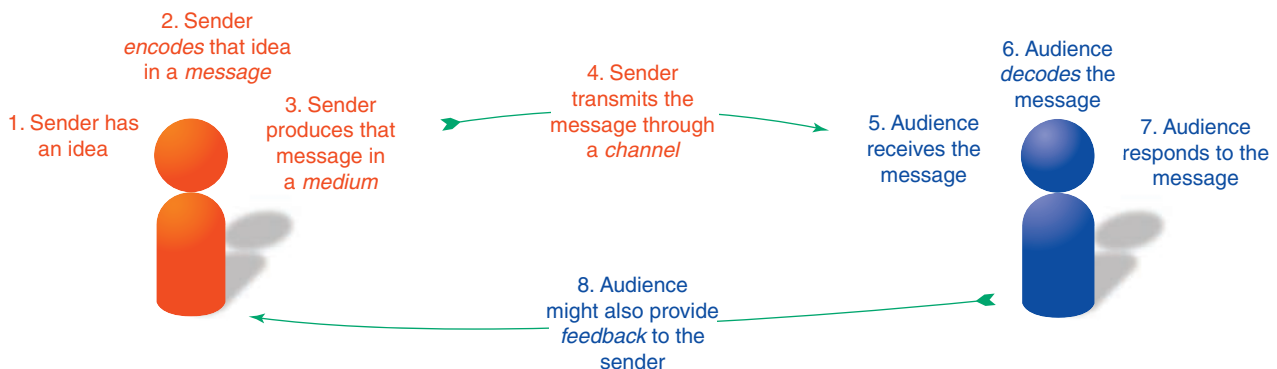 1. Sender has
an idea
2. Sender
encodes that idea
in a message
3. Sender
produces that
message in
a medium
4. Sender
transmits the
message through
a channel
5. Audience
receives the
message
6. Audience
decodes the
message
7. Audience
responds to the
message
8. Audience
might also provide
feedback to the
sender